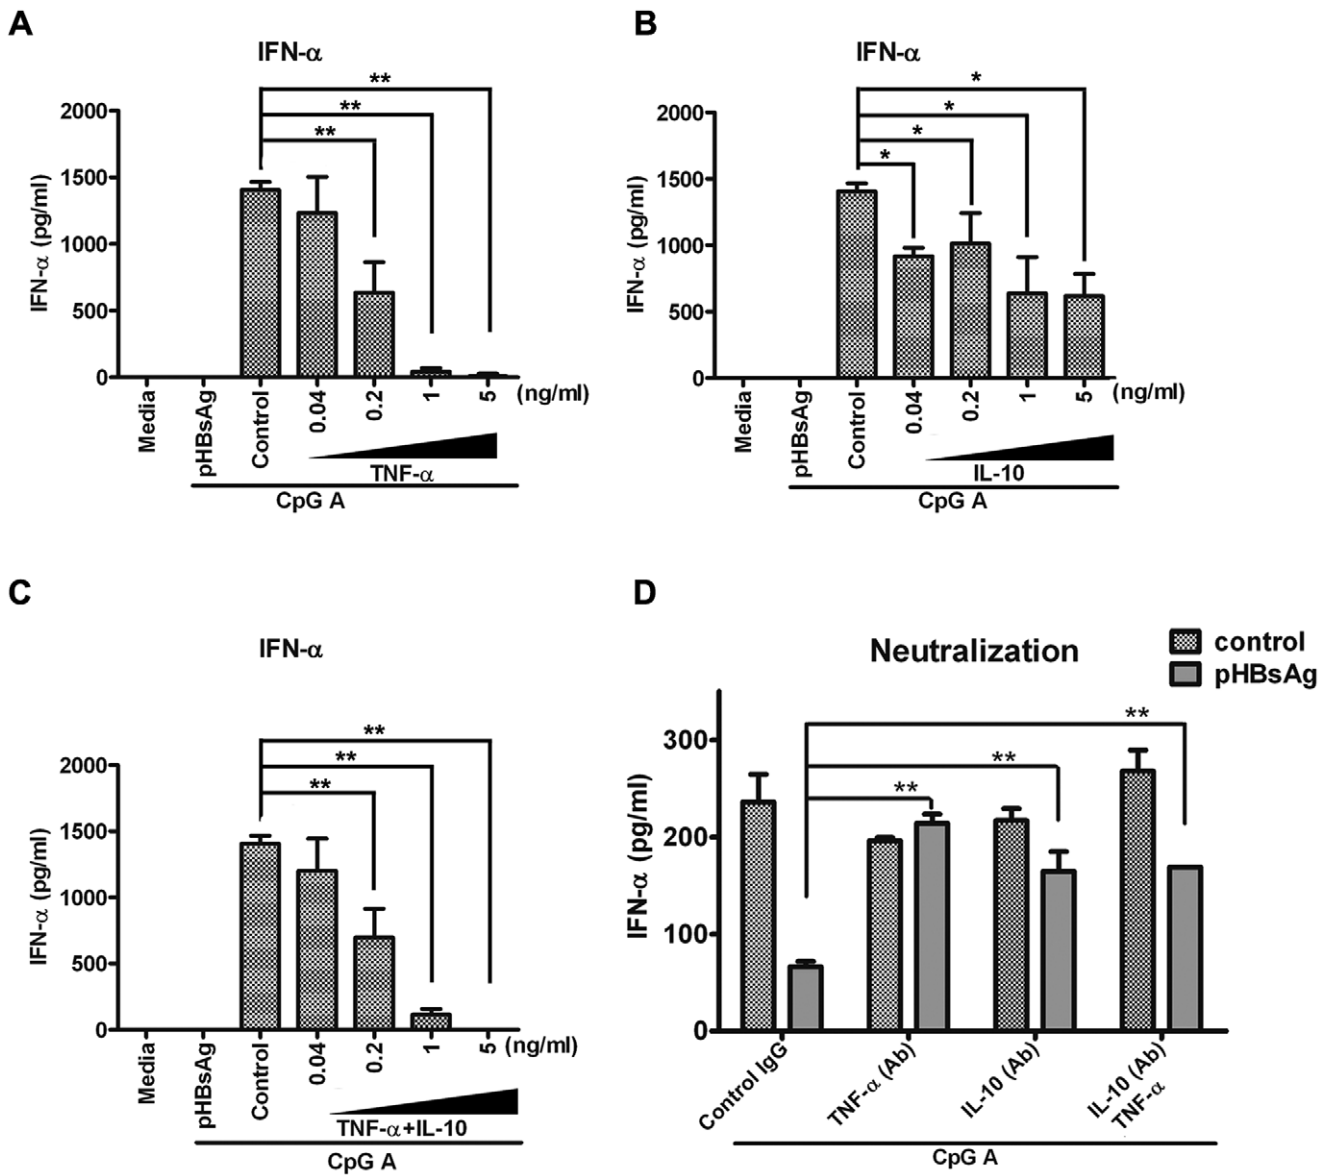 A
IFN-α
**
**
**
2000
1500
1000
500
0
IFN-α (pg/ml)
Media
pHBsAg
Control
0.04
0.2
1
5
(ng/ml)
TNF-α
CpG A
B
IFN-α
*
*
*
*
2000
1500
1000
500
0
IFN-α (pg/ml)
Media
pHBsAg
Control
0.04
0.2
1
5
(ng/ml)
IL-10
CpG A
C
IFN-α
**
**
**
2000
1500
1000
500
0
IFN-α (pg/ml)
Media
pHBsAg
Control
0.04
0.2
1
5
(ng/ml)
TNF-α+IL-10
CpG A
D
Neutralization
control
pHBsAg
**
**
**
300
200
100
0
IFN-α (pg/ml)
Control IgG
TNF-α (Ab)
IL-10 (Ab)
IL-10 (Ab)
TNF-α
CpG A